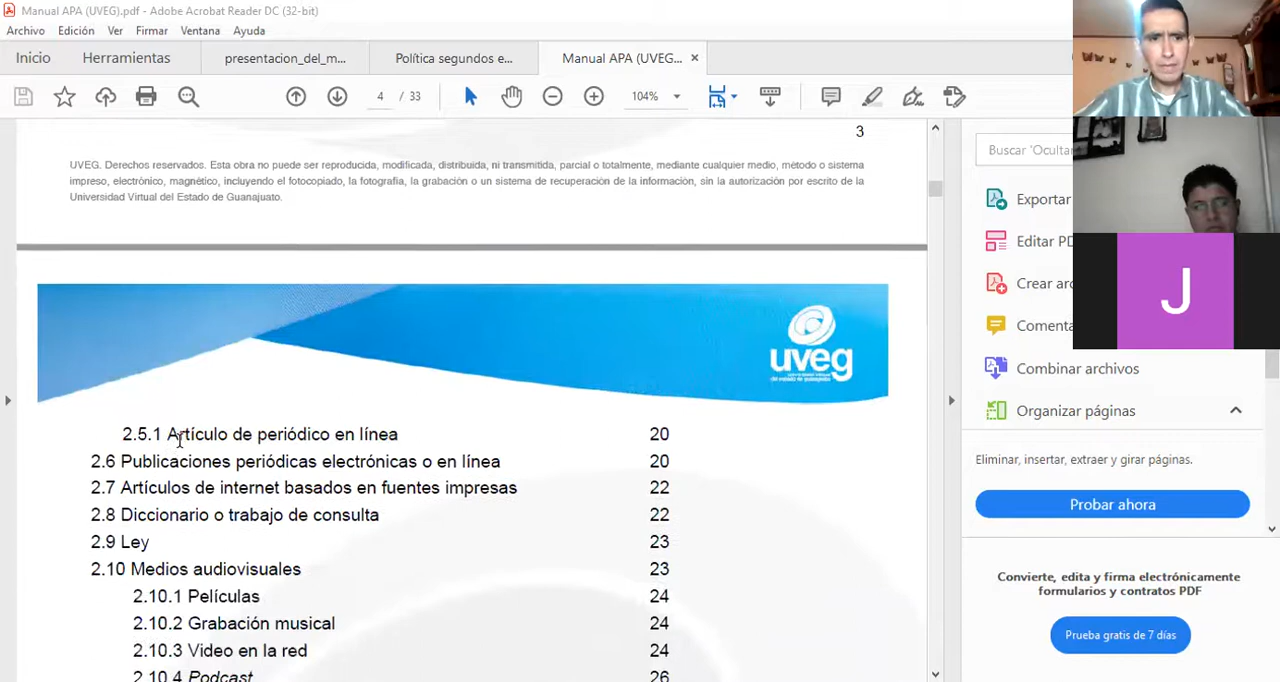 Manual APA (UVEG).pdf - Adobe Acrobat Reader DC (32-bit)
Archivo Edición Ver Firmar Ventana Ayuda
Inicio Herramientas presentacion_del_m... Política segundos e... Manual APA (UVEG... ×
4 / 33 104%
3
UVEG. Derechos reservados. Esta obra no puede ser reproducida, modificada, distribuida, ni transmitida, parcial o totalmente, mediante cualquier medio, método o sistema
impreso, electrónico, magnético, incluyendo el fotocopiado, la fotografía, la grabación o un sistema de recuperación de la información, sin la autorización por escrito de la
Universidad Virtual del Estado de Guanajuato.
uveg
2.5.1 Artículo de periódico en línea 20
2.6 Publicaciones periódicas electrónicas o en línea 20
2.7 Artículos de internet basados en fuentes impresas 22
2.8 Diccionario o trabajo de consulta 22
2.9 Ley 23
2.10 Medios audiovisuales 23
2.10.1 Películas 24
2.10.2 Grabación musical 24
2.10.3 Video en la red 24
2.10.4 Podcast 26
Buscar 'Ocultar
Exportar
Editar PD
Crear arc
Comenta
Combinar archivos
Organizar páginas
Eliminar, insertar, extraer y girar páginas.
Probar ahora
Convierte, edita y firma electrónicamente
formularios y contratos PDF
Prueba gratis de 7 días
J